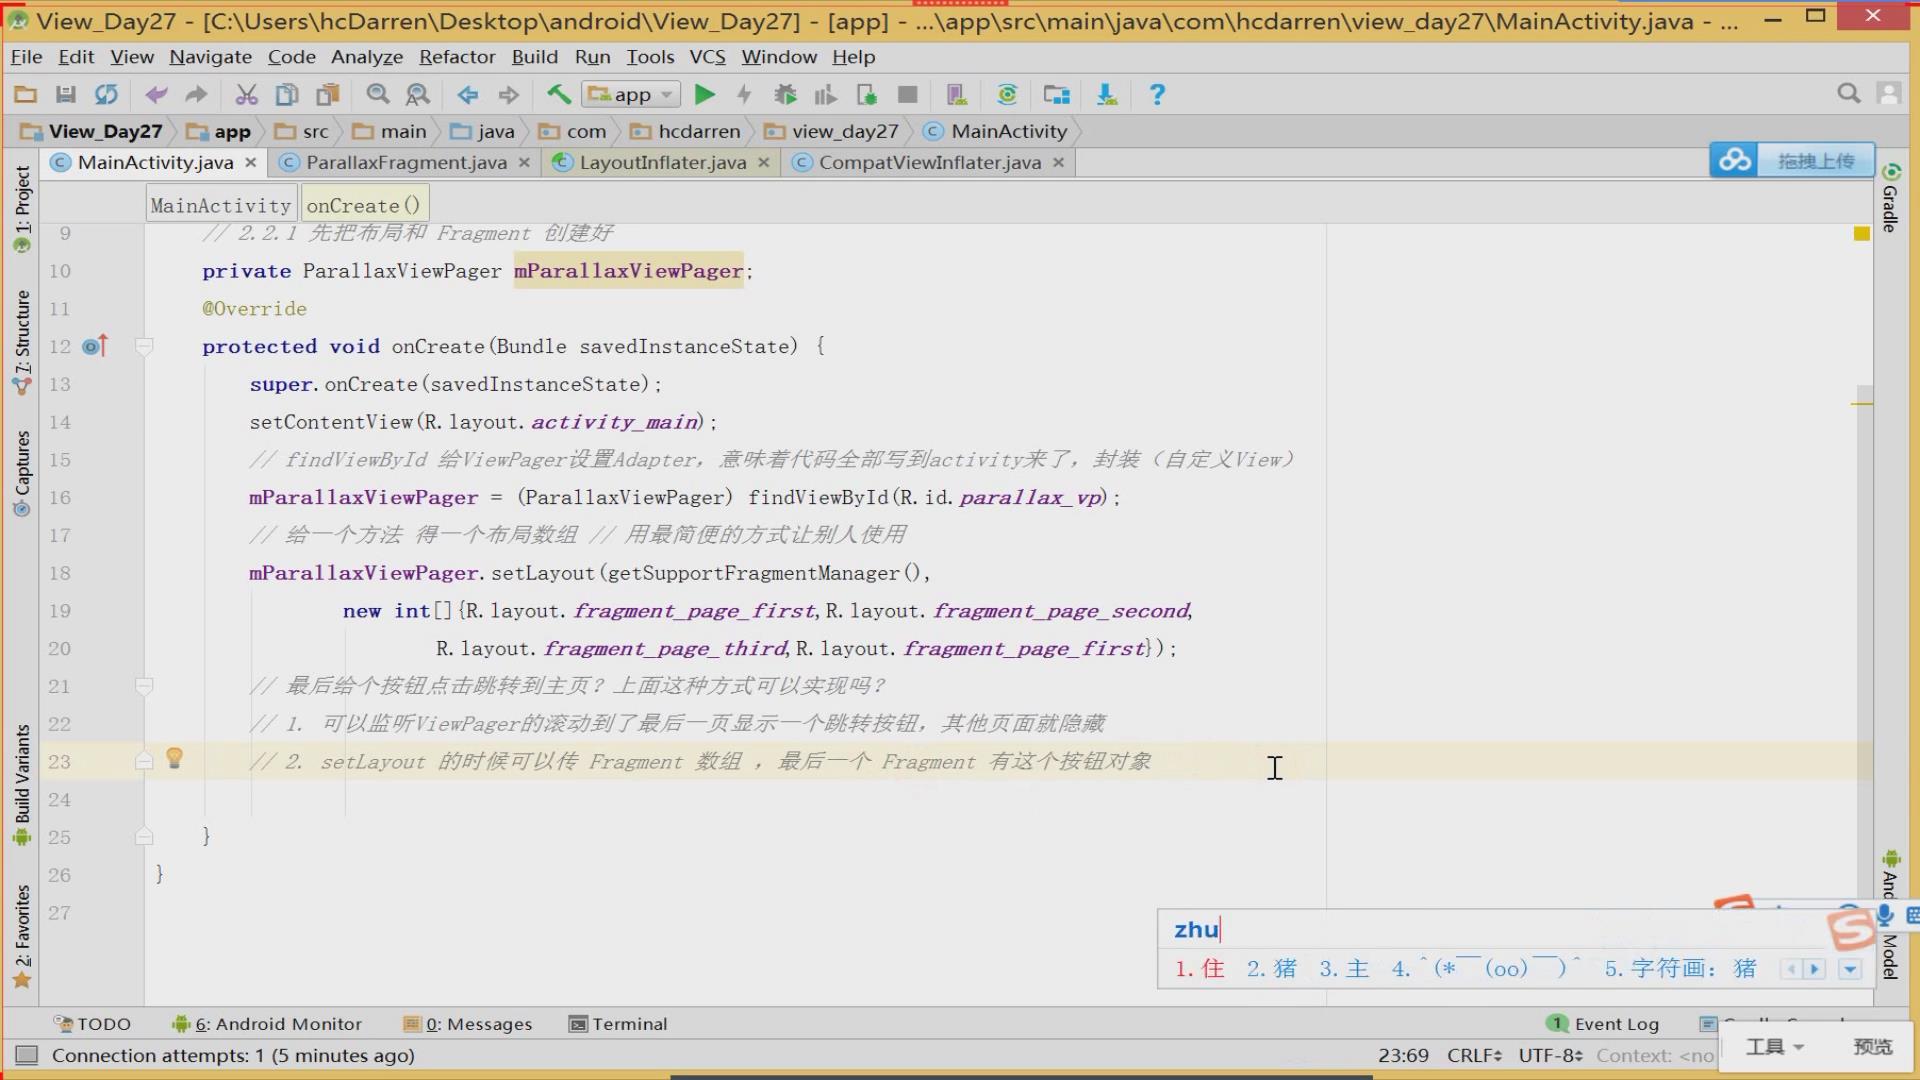 View_Day27 - [C:\Users\hcDarren\Desktop\android\View_Day27] - [app] - ...\app\src\main\java\com\hcdarren\view_day27\MainActivity.java - ...
File Edit View Navigate Code Analyze Refactor Build Run Tools VCS Window Help
app
View_Day27 app src main java com hcdarren view_day27 MainActivity
MainActivity.java ParallaxFragment.java LayoutInflater.java CompatViewInflater.java
拖拽上传
MainActivity onCreate()
9 // 2.2.1 先把布局和 Fragment 创建好
10 private ParallaxViewPager mParallaxViewPager;
11 @Override
12 protected void onCreate(Bundle savedInstanceState) {
13 super.onCreate(savedInstanceState);
14 setContentView(R.layout.activity_main);
15 // findViewById 给ViewPager设置Adapter，意味着代码全部写到activity来了，封装（自定义View）
16 mParallaxViewPager = (ParallaxViewPager) findViewById(R.id.parallax_vp);
17 // 给一个方法 得一个布局数组 // 用最简便的方式让别人使用
18 mParallaxViewPager.setLayout(getSupportFragmentManager(),
19 new int[]{R.layout.fragment_page_first,R.layout.fragment_page_second,
20 R.layout.fragment_page_third,R.layout.fragment_page_first});
21 // 最后给个按钮点击跳转到主页？上面这种方式可以实现吗？
22 // 1. 可以监听ViewPager的滚动到了最后一页显示一个跳转按钮，其他页面就隐藏
23 // 2. setLayout 的时候可以传 Fragment 数组 ，最后一个 Fragment 有这个按钮对象
24
25 }
26 }
27
1: Project
7: Structure
Captures
Build Variants
2: Favorites
Gradle
Model
zhu
1.住 2.猪 3.主 4.ˆ(*￣(oo)￣)ˆ 5.字符画：猪
TODO 6: Android Monitor 0: Messages Terminal
1 Event Log
Connection attempts: 1 (5 minutes ago)
23:69 CRLF UTF-8 Context: <no
工具 预览